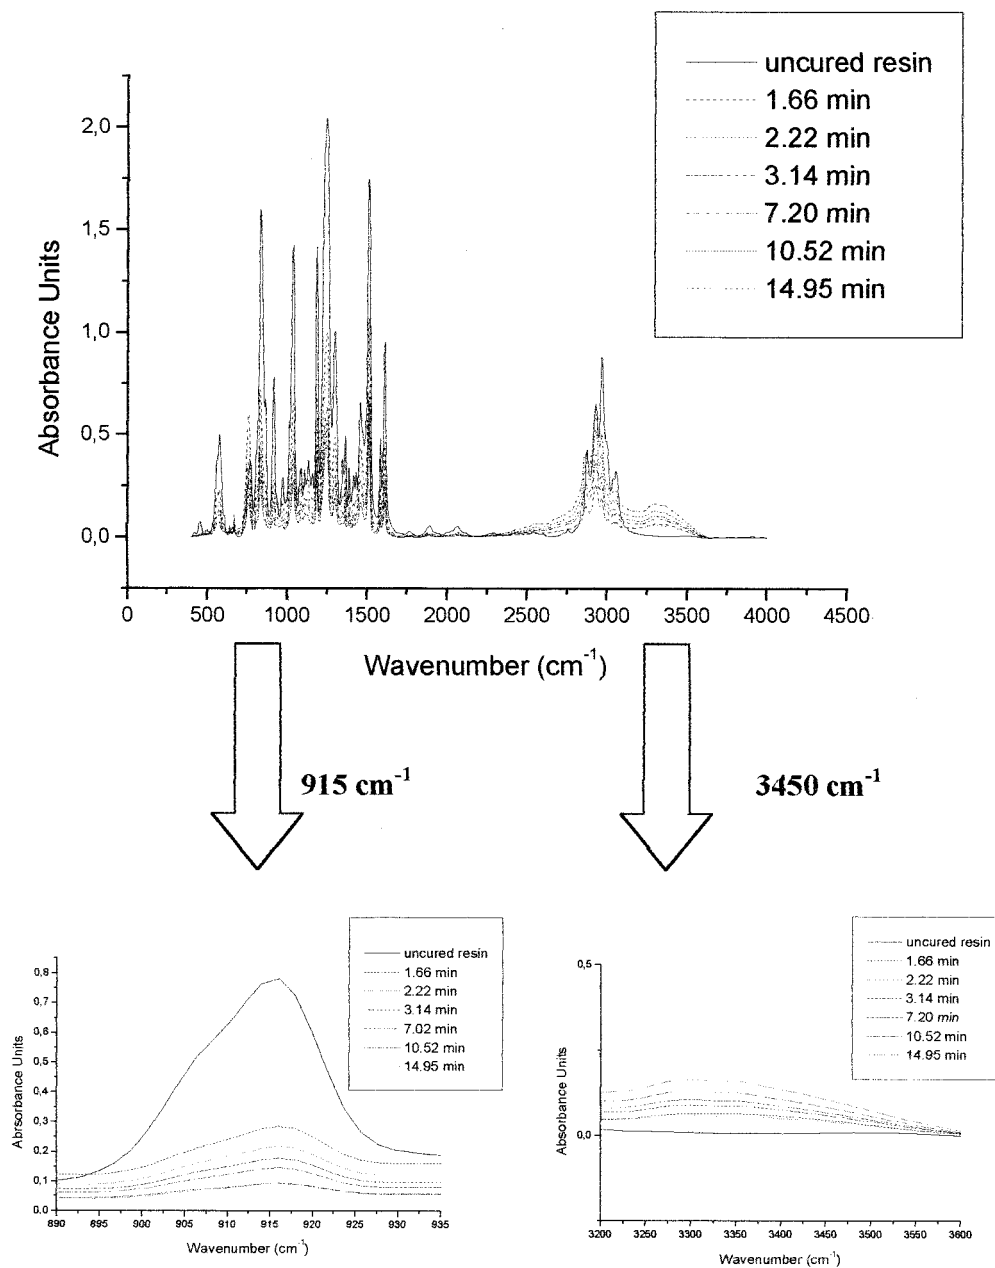 uncured resin
1.66 min
2.22 min
3.14 min
7.20 min
10.52 min
14.95 min
2,0
1,5
1,0
0,5
0,0
Absorbance Units
0 500 1000 1500 2000 2500 3000 3500 4000 4500
Wavenumber (cm-1)
915 cm-1
3450 cm-1
uncured resin
1.66 min
2.22 min
3.14 min
7.02 min
10.52 min
14.95 min
0,8
0,7
0,6
0,5
0,4
0,3
0,2
0,1
0,0
Abrsorbance Units
890 895 900 905 910 915 920 925 930 935
Wavenumber (cm-1)
uncured resin
1.66 min
2.22 min
3.14 min
7.20 min
10.52 min
14.95 min
0,5
0,0
Absorbance Units
3200 3250 3300 3350 3400 3450 3500 3550 3600
Wavenumber (cm-1)